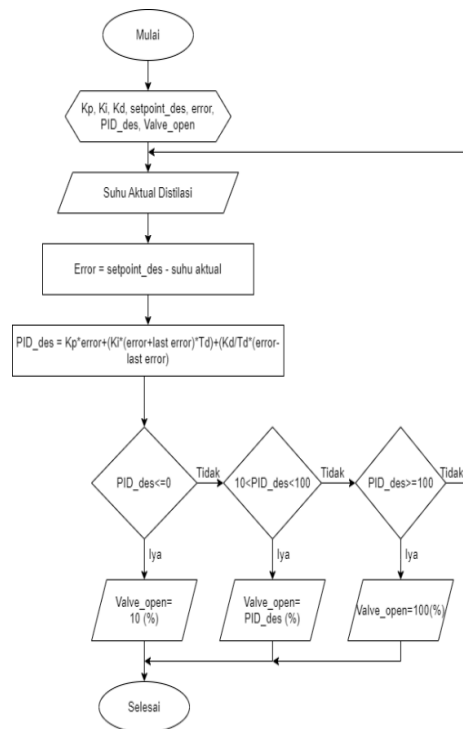 Mulai
Kp, Ki, Kd, setpoint_des, error,
PID_des, Valve_open
Suhu Aktual Distilasi
Error = setpoint_des - suhu aktual
PID_des = Kp*error+(Ki*(error+last error)*Td)+(Kd/Td*(error-
last error)
PID_des<=0
Tidak
10<PID_des<100
Tidak
PID_des>=100
Tidak
Iya
Iya
Iya
Valve_open=
10 (%)
Valve_open=
PID_des (%)
Valve_open=100(%)
Selesai